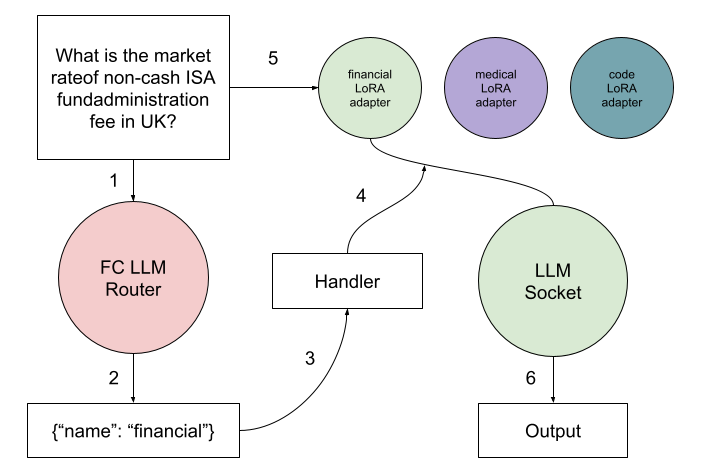 What is the market
rateof non-cash ISA
fundadministration
fee in UK?
5
financial
LoRA
adapter
medical
LoRA
adapter
code
LoRA
adapter
1
4
FC LLM
Router
Handler
LLM
Socket
2
3
6
{“name”: “financial”}
Output